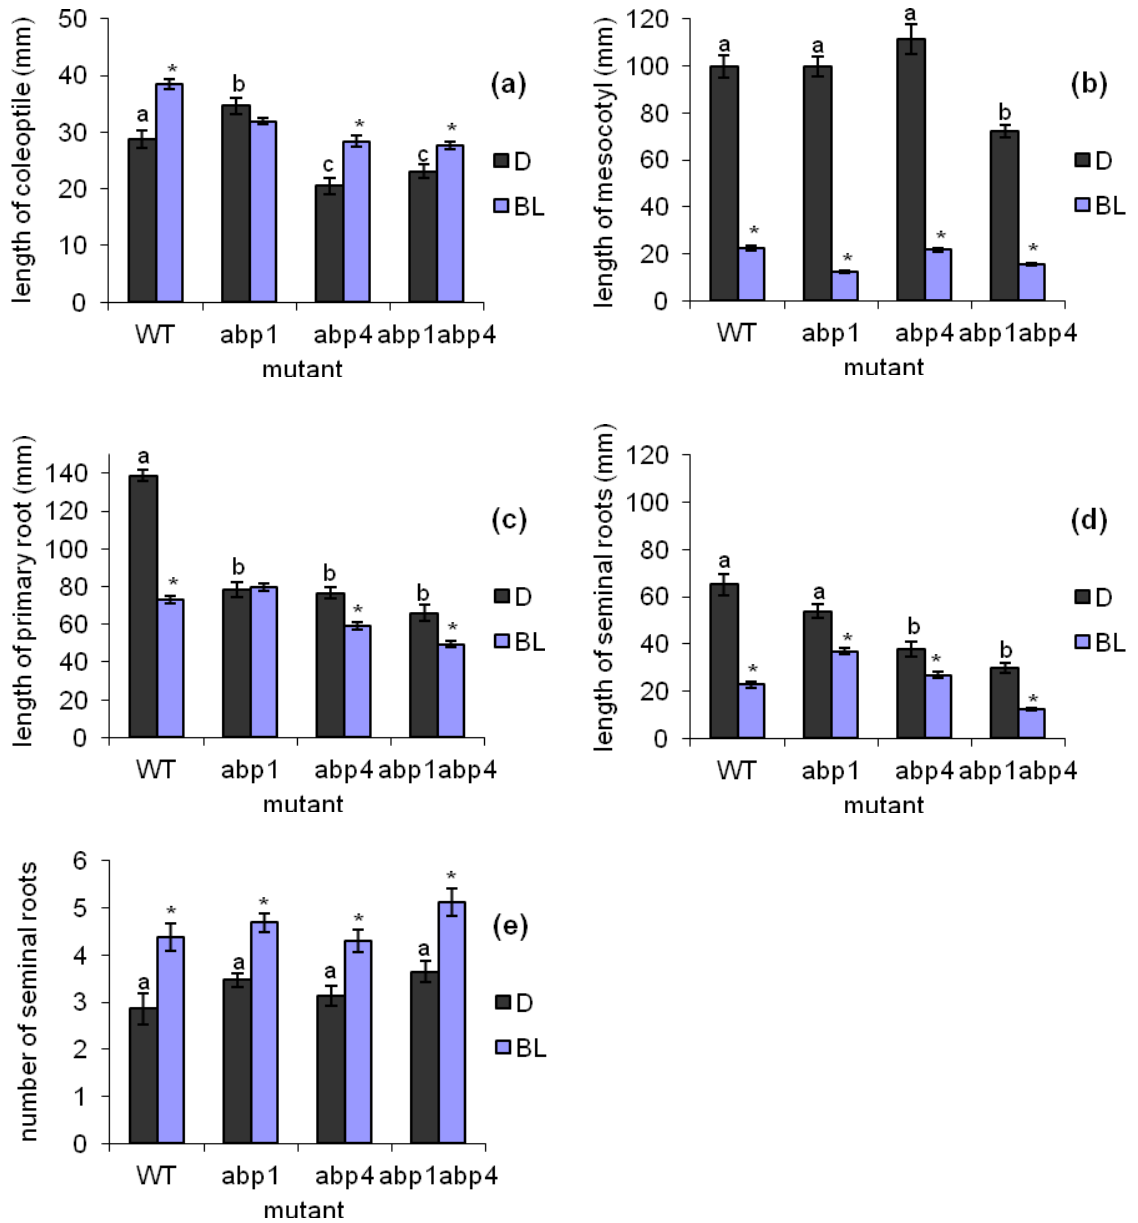 length of coleoptile (mm)
50
40
30
20
10
0
a
*
b
c
*
c
*
(a)
D
BL
WT abp1 abp4 abp1abp4
mutant
length of mesocotyl (mm)
120
100
80
60
40
20
0
a
*
a
*
a
*
b
*
(b)
D
BL
WT abp1 abp4 abp1abp4
mutant
length of primary root (mm)
140
120
100
80
60
40
20
0
a
*
b
b
*
b
*
(c)
D
BL
WT abp1 abp4 abp1abp4
mutant
length of seminal roots (mm)
120
100
80
60
40
20
0
a
*
a
*
b
*
b
*
(d)
D
BL
WT abp1 abp4 abp1abp4
mutant
number of seminal roots
6
5
4
3
2
1
0
a
*
a
*
a
*
a
*
(e)
D
BL
WT abp1 abp4 abp1abp4
mutant